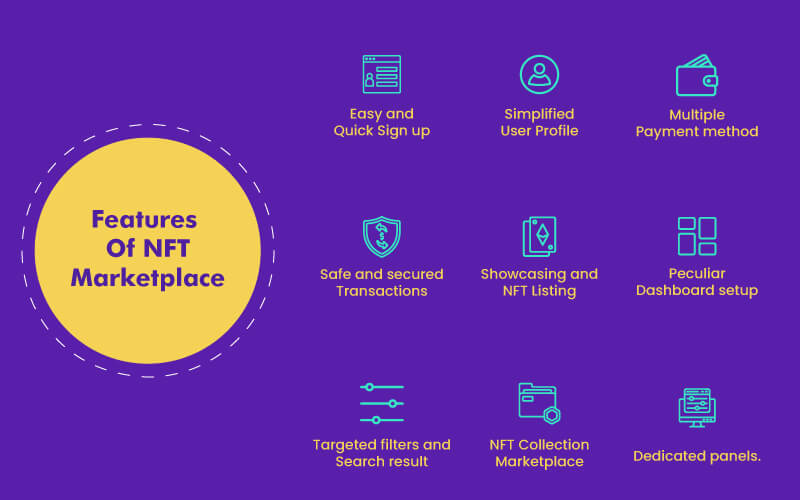 Features
Of NFT
Marketplace
Easy and
Quick Sign up
Simplified
User Profile
Multiple
Payment method
Safe and secured
Transactions
Showcasing and
NFT Listing
Peculiar
Dashboard setup
Targeted filters and
Search result
NFT Collection
Marketplace
Dedicated panels.